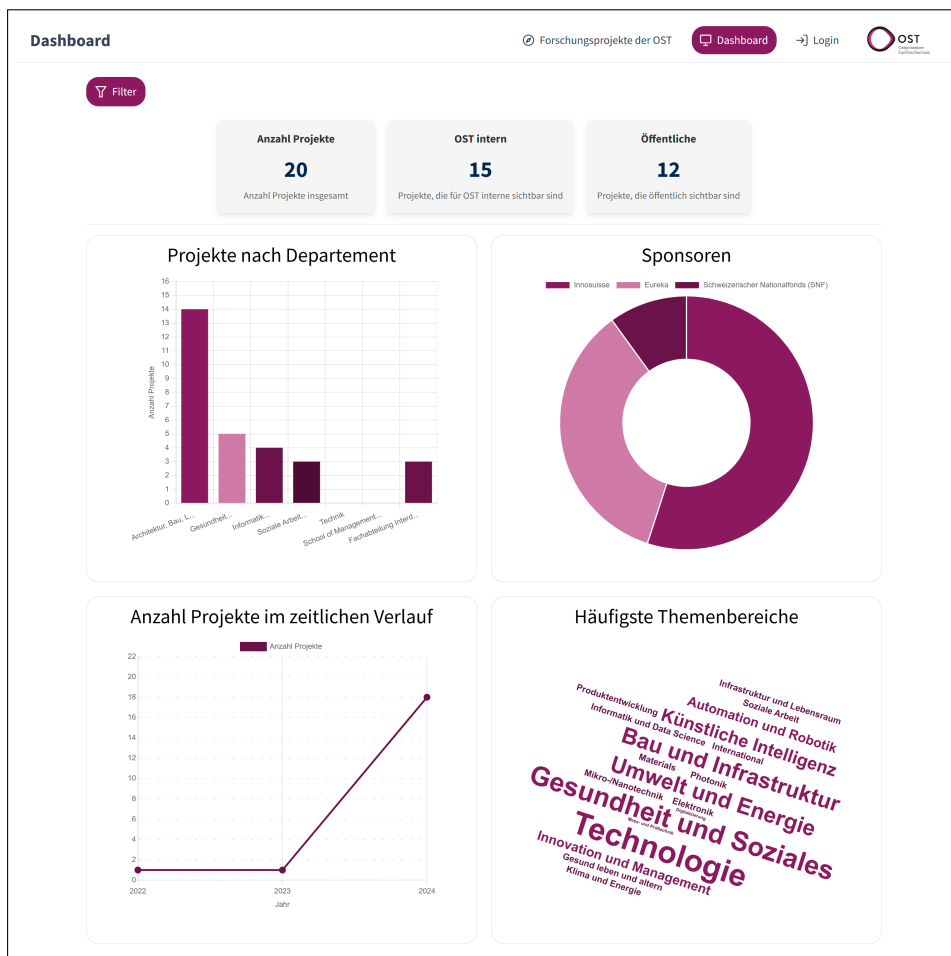 Dashboard
Forschungsprojekte der OST
Dashboard
Login
OST
Ostschweizer
Fachhochschule
Filter
Anzahl Projekte
20
Anzahl Projekte insgesamt
OST intern
15
Projekte, die für OST interne sichtbar sind
Öffentliche
12
Projekte, die öffentlich sichtbar sind
Projekte nach Departement
16
15
14
13
12
11
10
9
8
7
6
5
4
3
2
1
0
Anzahl Projekte
Architektur, Bau, L...
Gesundheit...
Informatik...
Soziale Arbeit...
Technik
School of Management...
Fachabteilung Interd...
Sponsoren
Innosuisse
Eureka
Schweizerischer Nationalfonds (SNF)
Anzahl Projekte im zeitlichen Verlauf
Anzahl Projekte
22
20
18
16
14
12
10
8
6
4
2
0
2022
2023
2024
Jahr
Häufigste Themenbereiche
Infrastruktur und Lebensraum
Soziale Arbeit
Produktentwicklung
Automation und Robotik
Künstliche Intelligenz
Informatik und Data Science
International
Bau und Infrastruktur
Materials
Photonik
Umwelt und Energie
Mikro-/Nanotechnik
Elektronik
Digitalisierung
Gesundheit und Soziales
Technologie
Innovation und Management
Gesund leben und altern
Klima und Energie